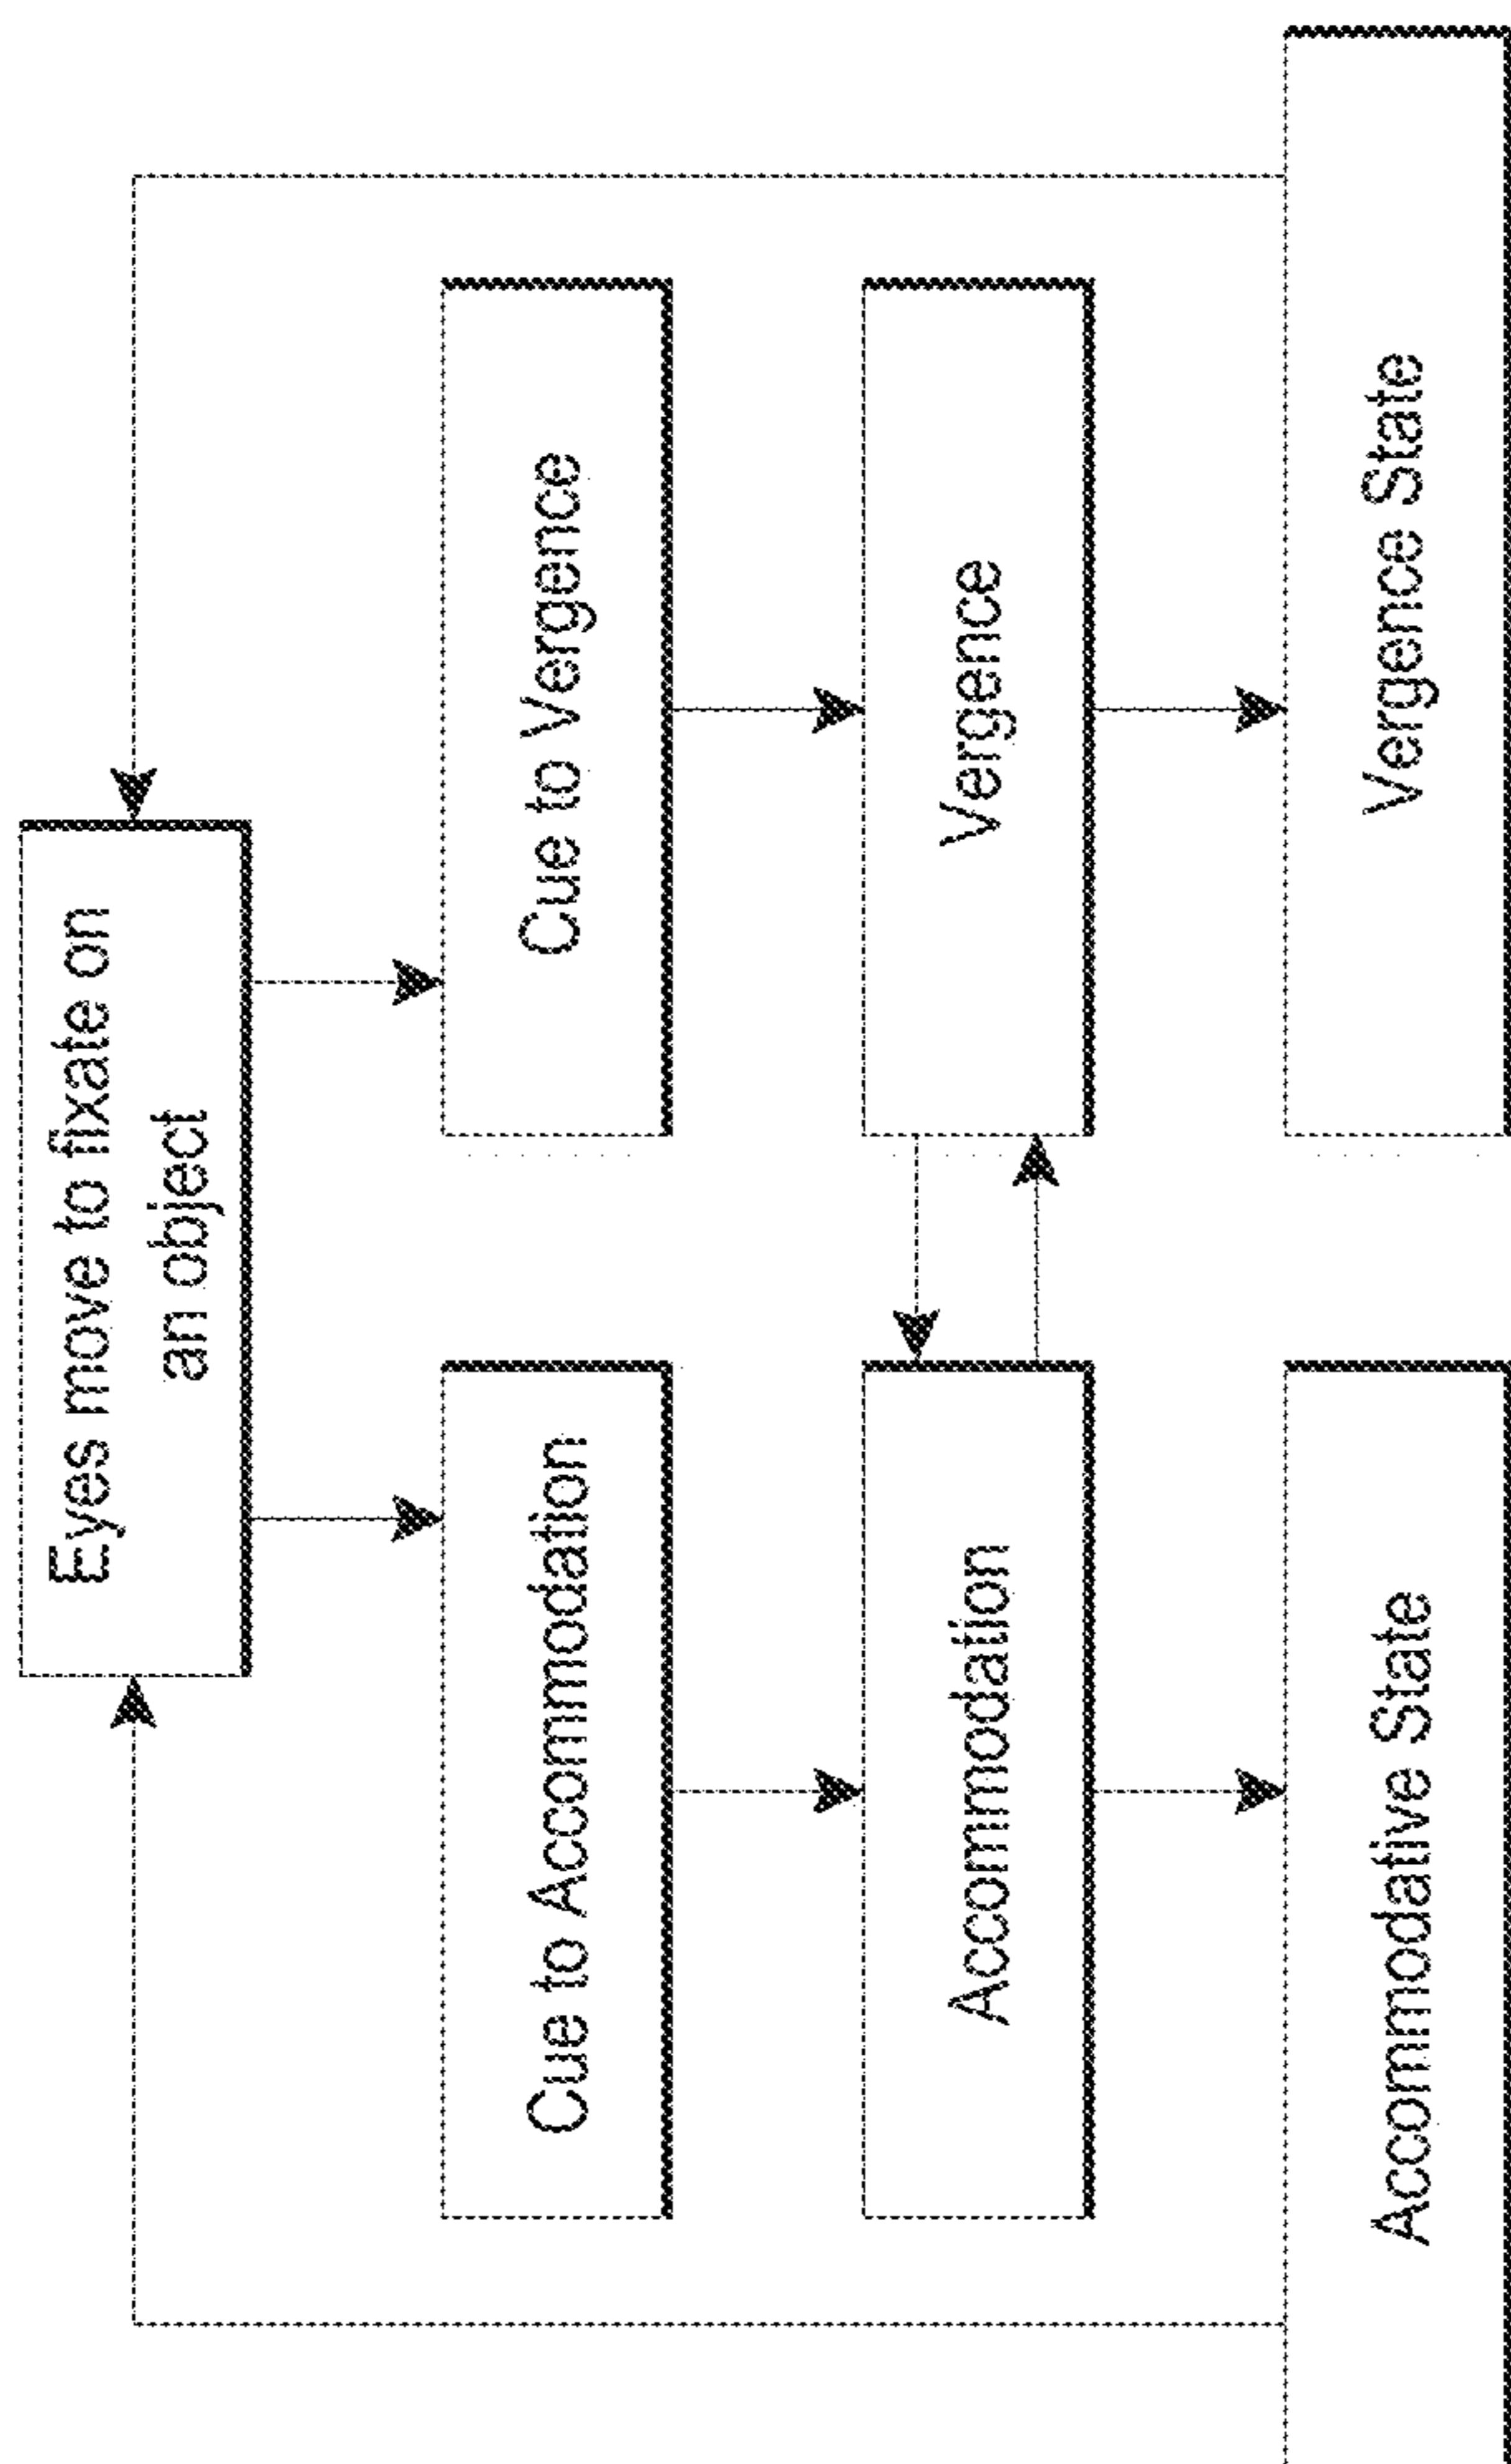 Eyes move to fixate on
an object
Cue to Accommodation
Cue to Vergence
Accommodation
Vergence
Accommodative State
Vergence State